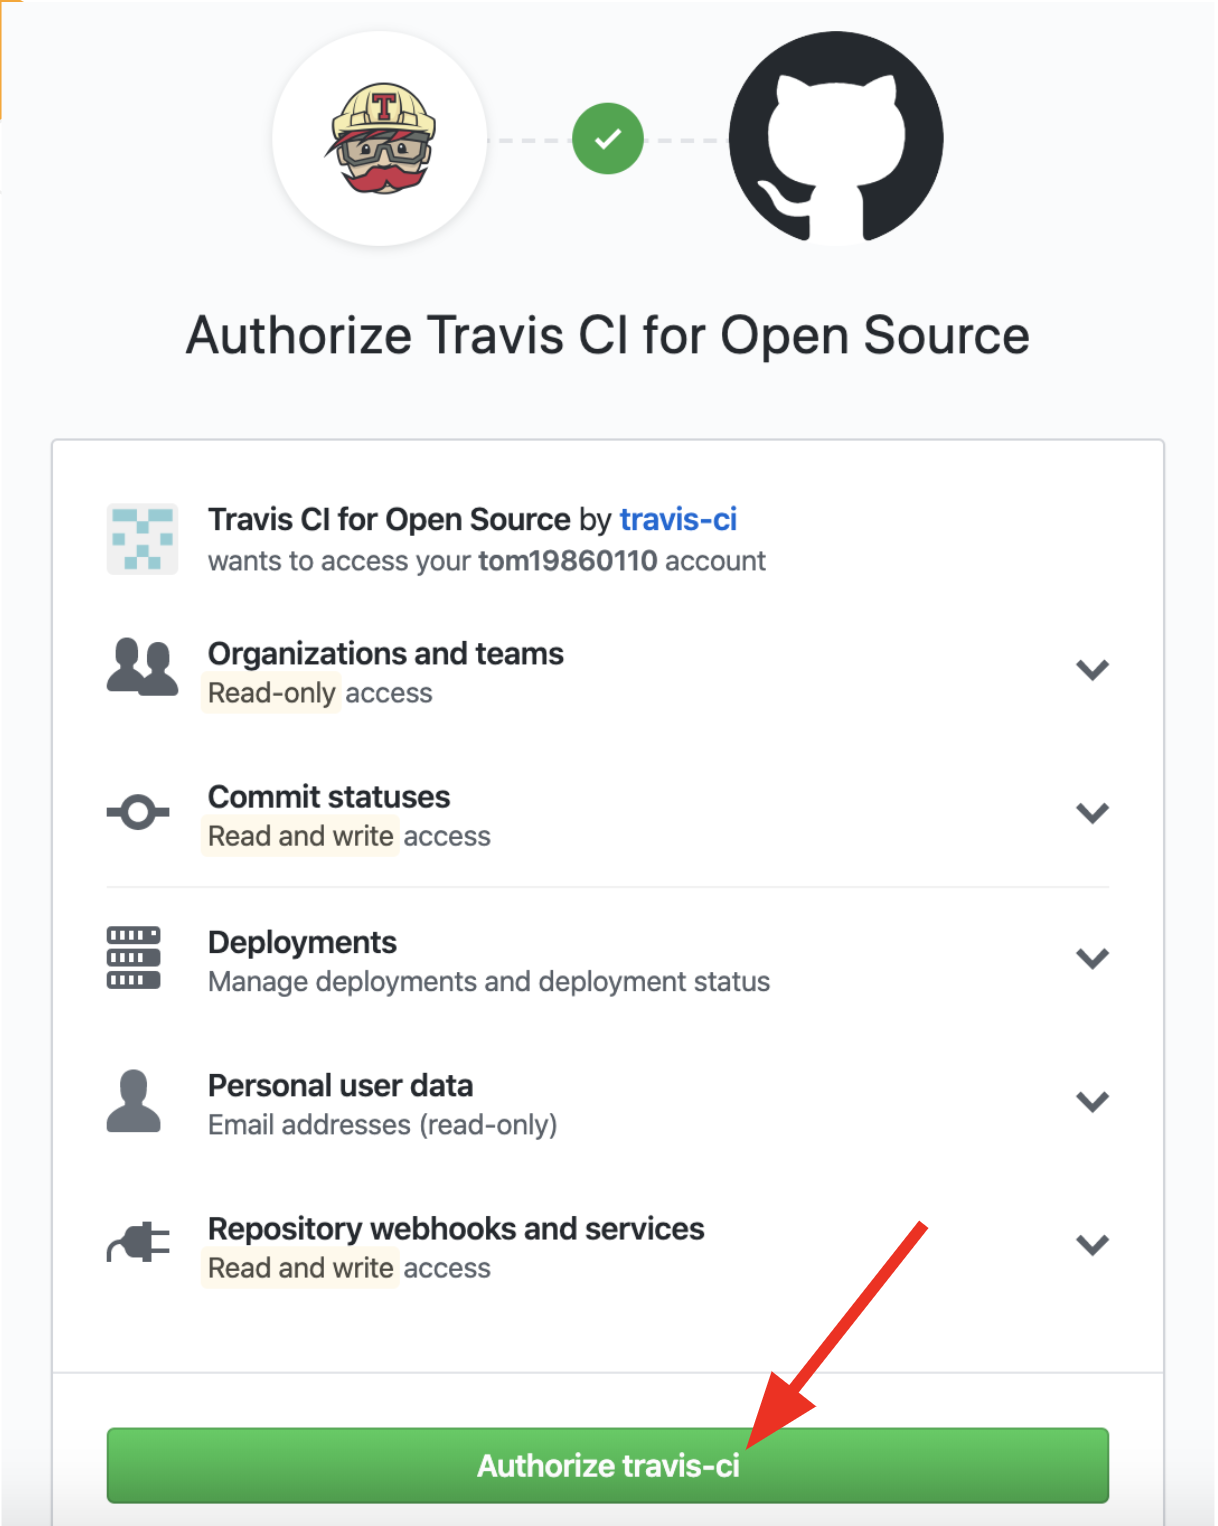 T
Authorize Travis CI for Open Source
Travis CI for Open Source by travis-ci
wants to access your tom19860110 account
Organizations and teams
Read-only access
Commit statuses
Read and write access
Deployments
Manage deployments and deployment status
Personal user data
Email addresses (read-only)
Repository webhooks and services
Read and write access
Authorize travis-ci